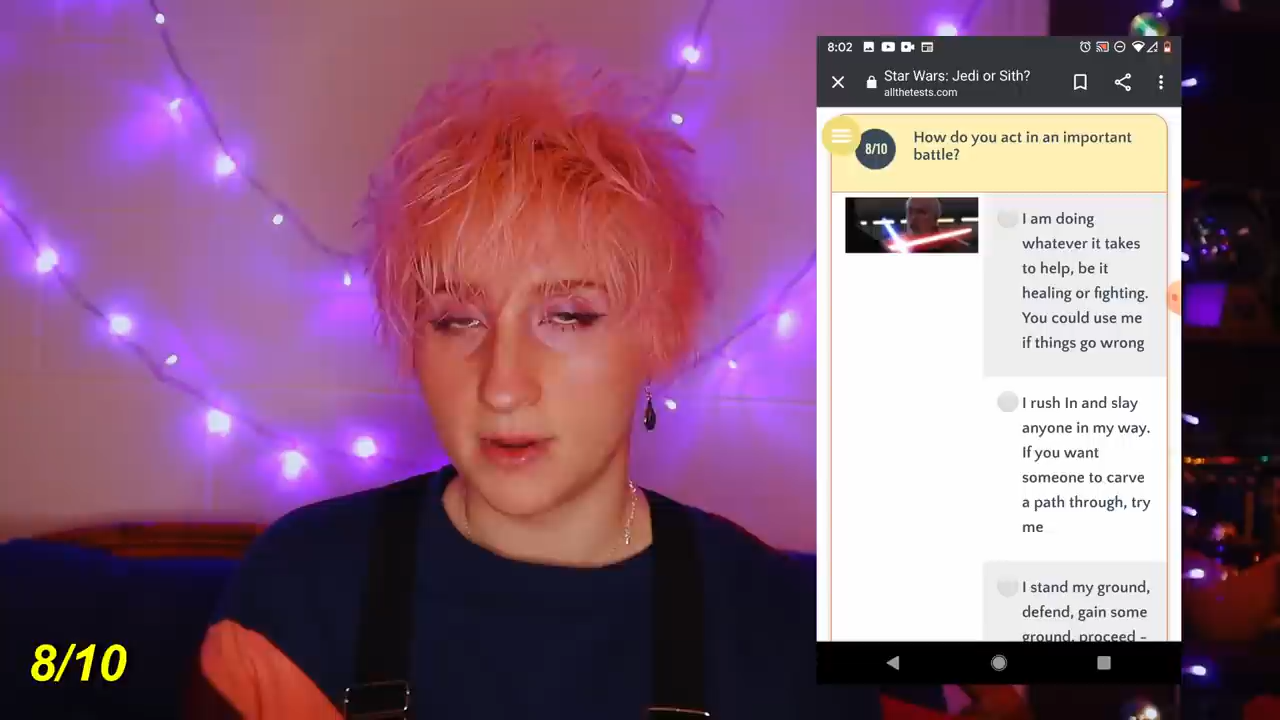 8:02
Star Wars: Jedi or Sith?
allthetests.com
8/10
How do you act in an important
battle?
I am doing
whatever it takes
to help, be it
healing or fighting.
You could use me
if things go wrong
I rush In and slay
anyone in my way.
If you want
someone to carve
a path through, try
me
I stand my ground,
defend, gain some
ground, proceed -
8/10